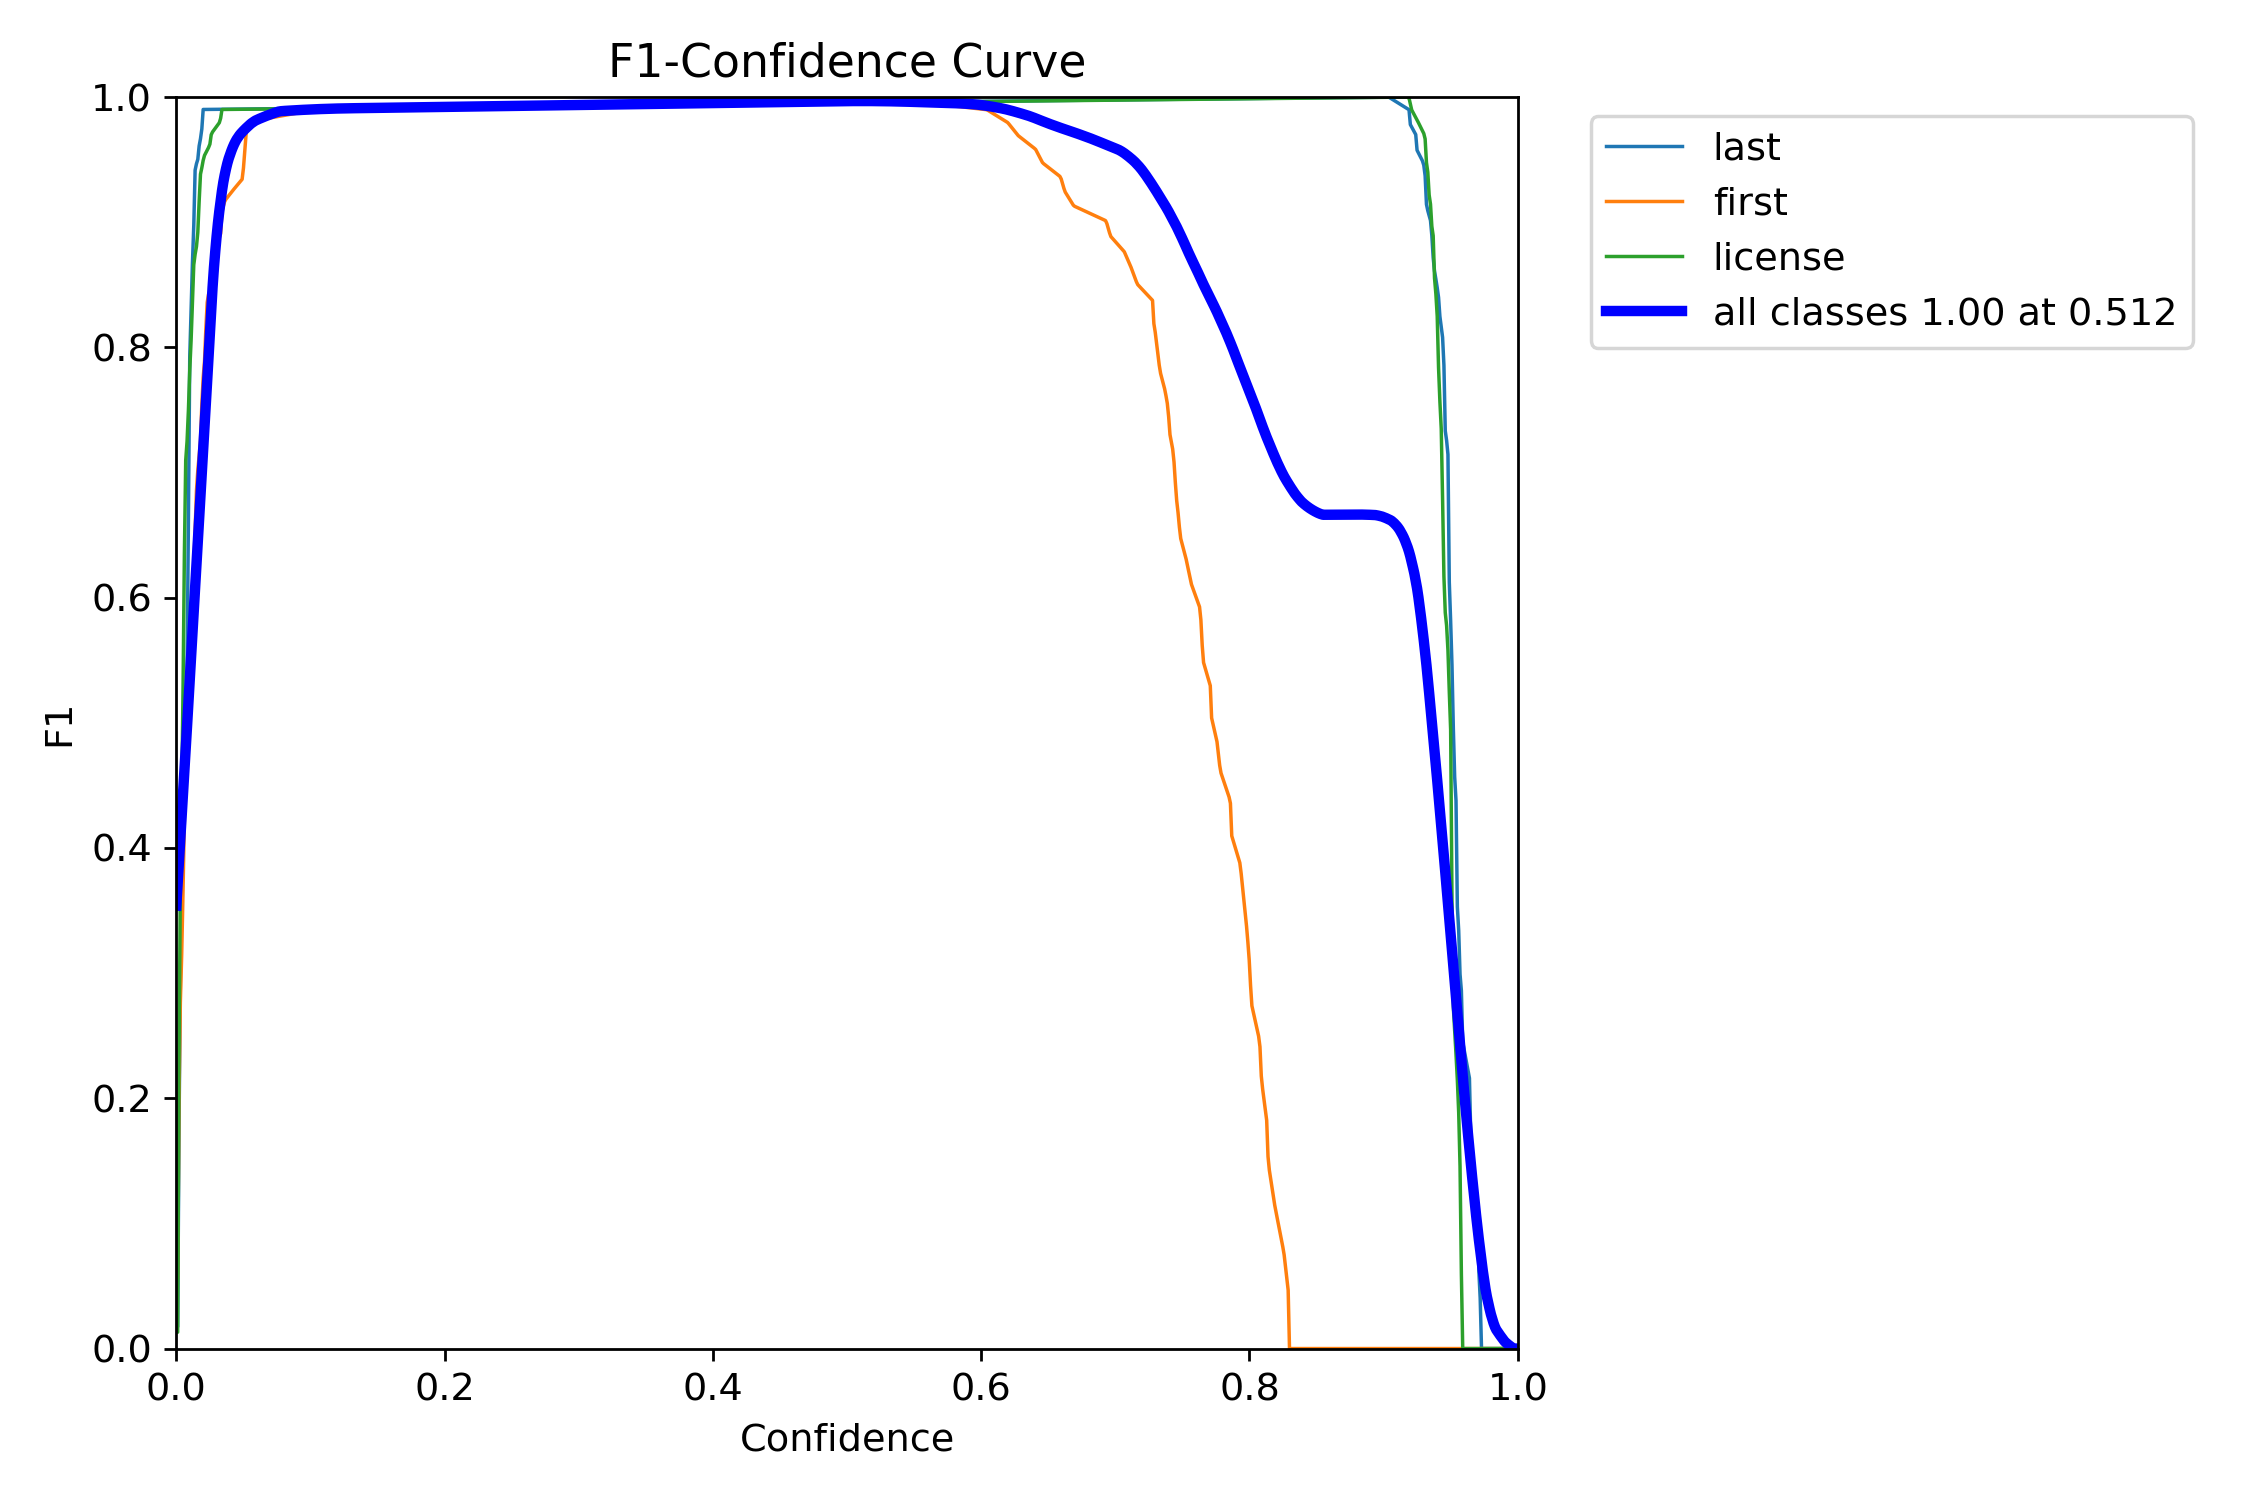 F1-Confidence Curve
1.0
0.8
0.6
0.4
0.2
0.0
F1
0.0 0.2 0.4 0.6 0.8 1.0
Confidence
last
first
license
all classes 1.00 at 0.512